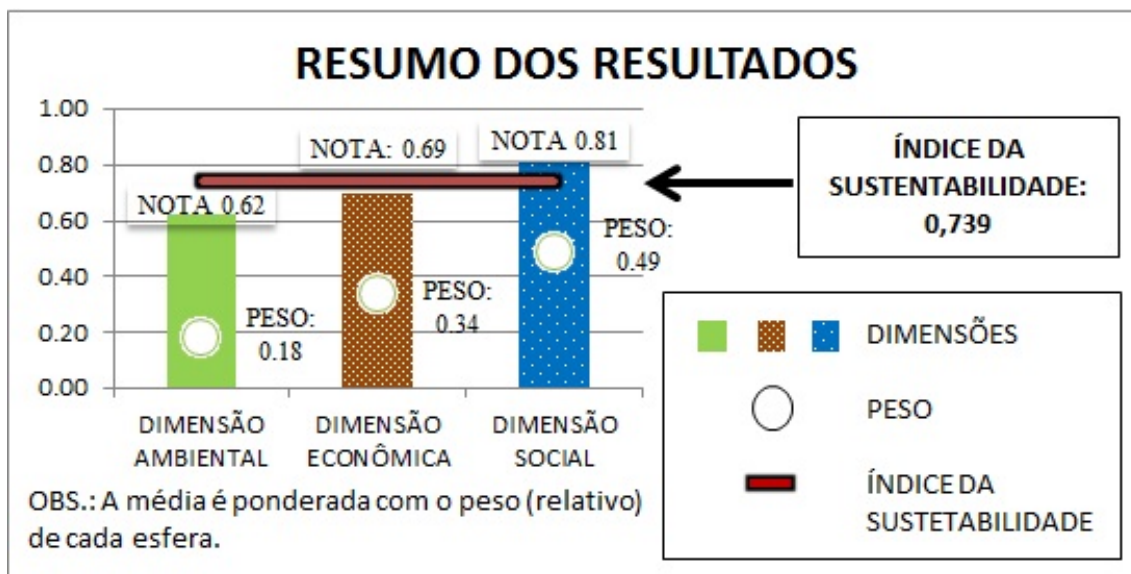 RESUMO DOS RESULTADOS
1.00
0.80
0.60
0.40
0.20
0.00
NOTA 0.62
NOTA: 0.69
NOTA 0.81
PESO:
0.18
PESO:
0.34
PESO:
0.49
DIMENSÃO
AMBIENTAL
DIMENSÃO
ECONÔMICA
DIMENSÃO
SOCIAL
OBS.: A média é ponderada com o peso (relativo)
de cada esfera.
ÍNDICE DA
SUSTENTABILIDADE:
0,739
DIMENSÕES
PESO
ÍNDICE DA
SUSTETABILIDADE